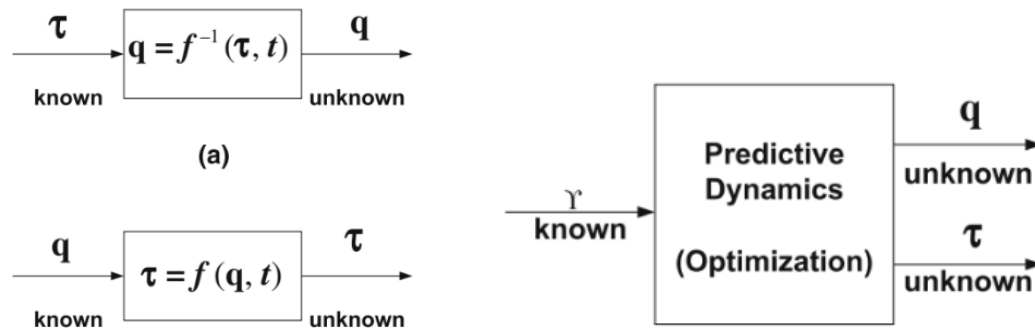 τ
q = f⁻¹(τ, t)
q
known
unknown
(a)
q
τ = f(q, t)
τ
known
unknown
ϒ
known
Predictive
Dynamics
(Optimization)
q
unknown
τ
unknown